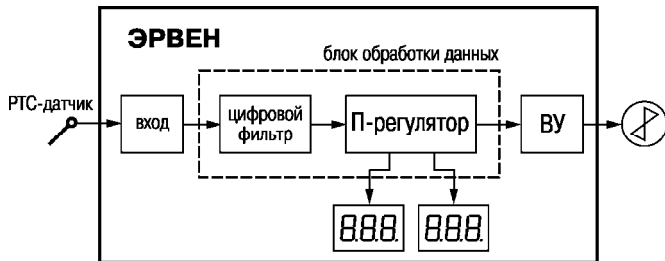 ЭРВЕН
блок обработки данных
РТС-датчик
вход
цифровой
фильтр
П-регулятор
ВУ
8.8.8.
8.8.8.